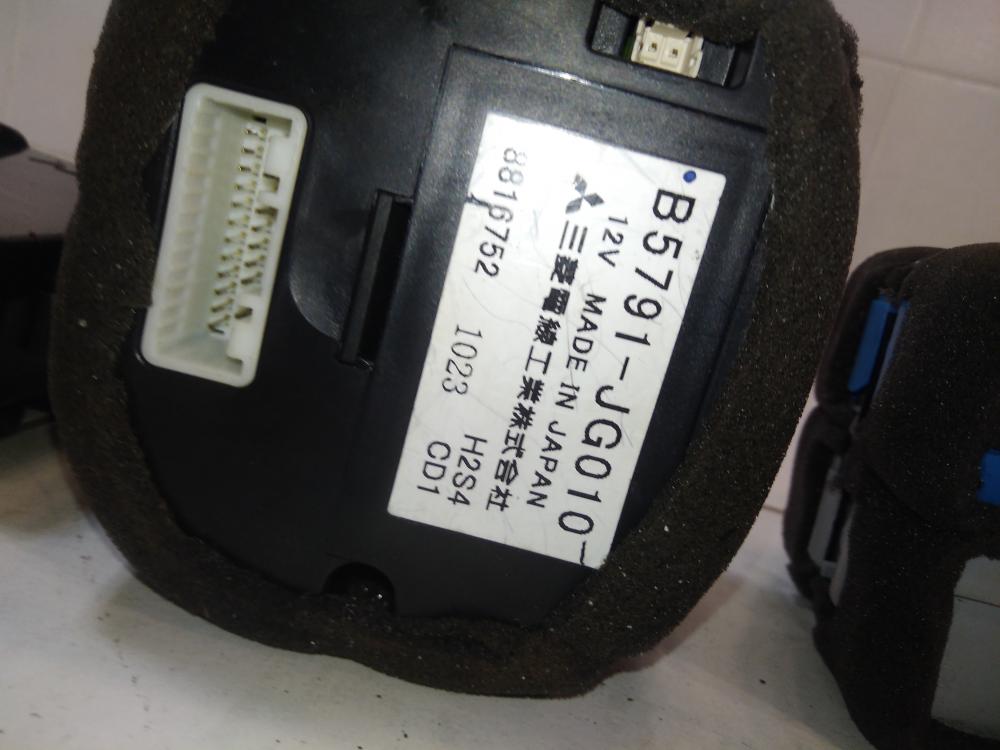 B5791-JG010
12V MADE IN JAPAN
三菱電線工業株式会社
8816752 1023 H2S4
CD1